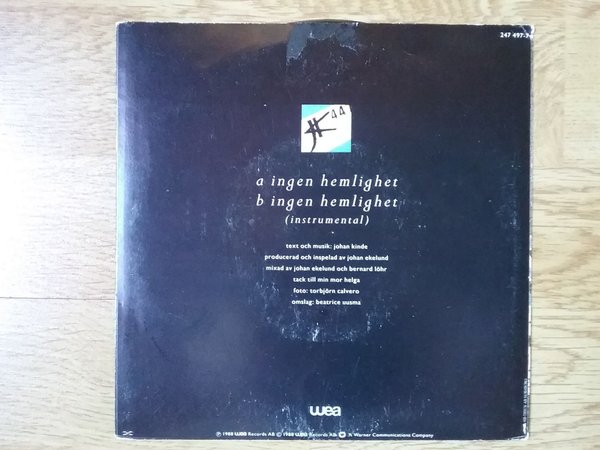 247 497-7
JK 44
a ingen hemlighet
b ingen hemlighet
(instrumental)
text och musik: johan kinde
producerad och inspelad av johan ekelund
mixad av johan ekelund och bernard löhr
tack till min mor helga
foto: torbjörn calvero
omslag: beatrice uusma
wea
℗ 1988 wea Records AB © 1988 wea Records AB. A Warner Communications Company